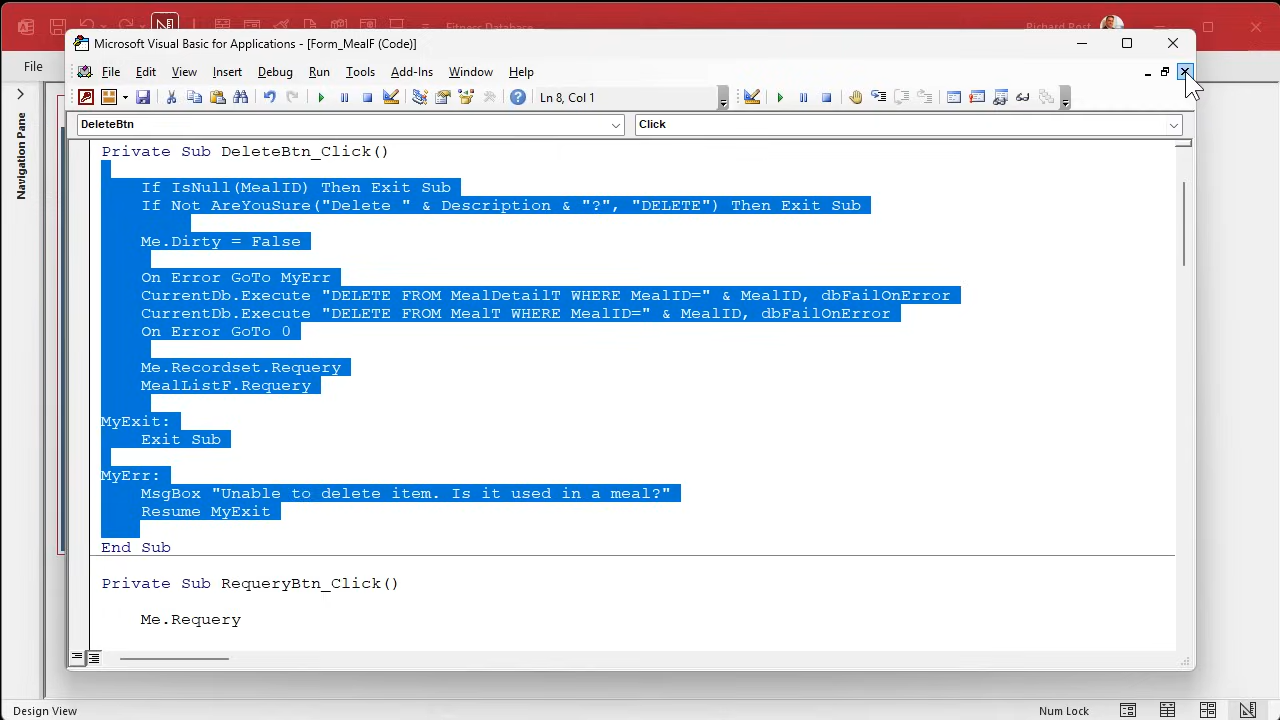 Fitness Database
Richard Rost
File
Microsoft Visual Basic for Applications - [Form_MealF (Code)]
File Edit View Insert Debug Run Tools Add-Ins Window Help
Ln 8, Col 1
DeleteBtn
Click
Navigation Pane
Private Sub DeleteBtn_Click()
If IsNull(MealID) Then Exit Sub
If Not AreYouSure("Delete " & Description & "?", "DELETE") Then Exit Sub
Me.Dirty = False
On Error GoTo MyErr
CurrentDb.Execute "DELETE FROM MealDetailT WHERE MealID=" & MealID, dbFailOnError
CurrentDb.Execute "DELETE FROM MealT WHERE MealID=" & MealID, dbFailOnError
On Error GoTo 0
Me.Recordset.Requery
MealListF.Requery
MyExit:
Exit Sub
MyErr:
MsgBox "Unable to delete item. Is it used in a meal?"
Resume MyExit
End Sub
Private Sub RequeryBtn_Click()
Me.Requery
Design View
Num Lock